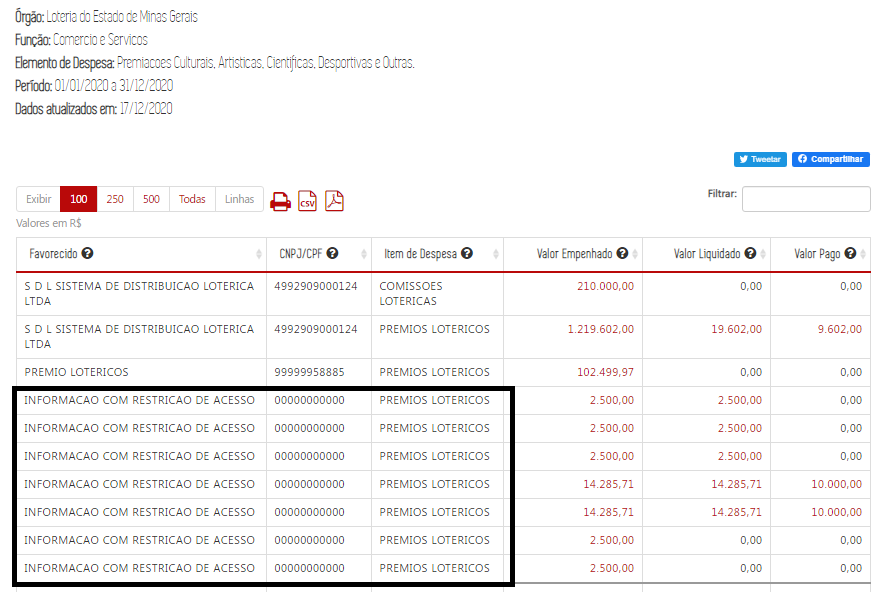 Órgão: Loteria do Estado de Minas Gerais
Função: Comercio e Servicos
Elemento de Despesa: Premiacoes Culturais, Artisticas, Cientificas, Desportivas e Outras.
Período: 01/01/2020 a 31/12/2020
Dados atualizados em: 17/12/2020
Tweetar Compartilhar
Exibir 100 250 500 Todas Linhas CSV Filtrar:
Valores em R$
Favorecido ? CNPJ/CPF ? Item de Despesa ? Valor Empenhado ? Valor Liquidado ? Valor Pago ?
S D L SISTEMA DE DISTRIBUICAO LOTERICA 4992909000124 COMISSOES 210.000,00 0,00 0,00
LTDA LOTERICAS
S D L SISTEMA DE DISTRIBUICAO LOTERICA 4992909000124 PREMIOS LOTERICOS 1.219.602,00 19.602,00 9.602,00
LTDA
PREMIO LOTERICOS 99999958885 PREMIOS LOTERICOS 102.499,97 0,00 0,00
INFORMACAO COM RESTRICAO DE ACESSO 00000000000 PREMIOS LOTERICOS 2.500,00 2.500,00 0,00
INFORMACAO COM RESTRICAO DE ACESSO 00000000000 PREMIOS LOTERICOS 2.500,00 2.500,00 0,00
INFORMACAO COM RESTRICAO DE ACESSO 00000000000 PREMIOS LOTERICOS 2.500,00 2.500,00 0,00
INFORMACAO COM RESTRICAO DE ACESSO 00000000000 PREMIOS LOTERICOS 14.285,71 14.285,71 10.000,00
INFORMACAO COM RESTRICAO DE ACESSO 00000000000 PREMIOS LOTERICOS 14.285,71 14.285,71 10.000,00
INFORMACAO COM RESTRICAO DE ACESSO 00000000000 PREMIOS LOTERICOS 2.500,00 0,00 0,00
INFORMACAO COM RESTRICAO DE ACESSO 00000000000 PREMIOS LOTERICOS 2.500,00 0,00 0,00